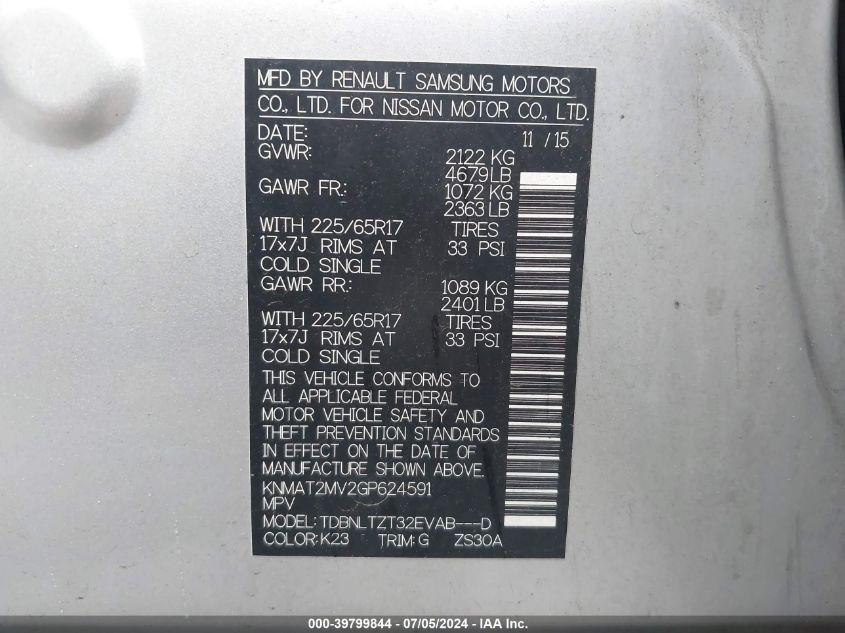 MFD BY RENAULT SAMSUNG MOTORS
CO., LTD. FOR NISSAN MOTOR CO., LTD.
DATE: 11 / 15
GVWR: 2122 KG
4679 LB
GAWR FR.: 1072 KG
2363 LB
WITH 225/65R17 TIRES
17x7J RIMS AT 33 PSI
COLD SINGLE
GAWR RR.: 1089 KG
2401 LB
WITH 225/65R17 TIRES
17x7J RIMS AT 33 PSI
COLD SINGLE
THIS VEHICLE CONFORMS TO
ALL APPLICABLE FEDERAL
MOTOR VEHICLE SAFETY AND
THEFT PREVENTION STANDARDS
IN EFFECT ON THE DATE OF
MANUFACTURE SHOWN ABOVE.
KNMAT2MV2GP624591
MPV
MODEL: TDBNLTZT32EVAB---D
COLOR:K23 TRIM:G ZS30A
000-39799844 - 07/05/2024 - IAA Inc.